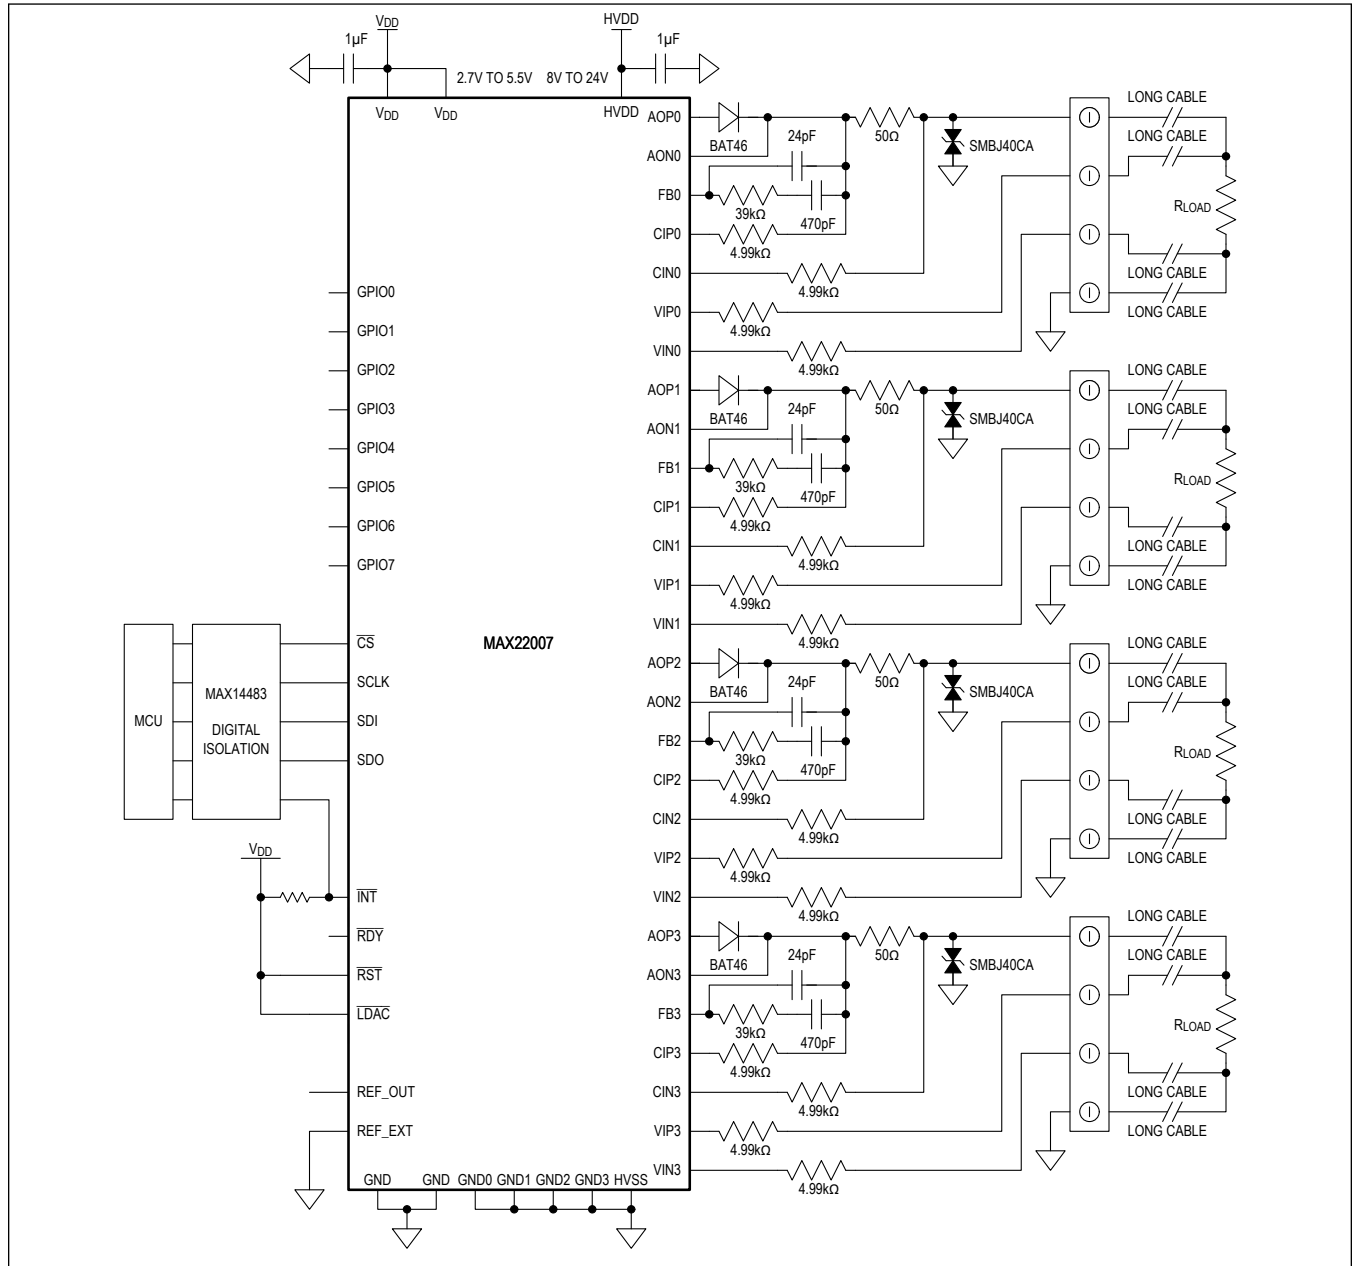 VDD
HVDD
1µF
1µF
2.7V TO 5.5V
8V TO 24V
VDD
VDD
HVDD
MAX22007
GPIO0
GPIO1
GPIO2
GPIO3
GPIO4
GPIO5
GPIO6
GPIO7
MCU
MAX14483
DIGITAL
ISOLATION
CS
SCLK
SDI
SDO
VDD
INT
RDY
RST
LDAC
REF_OUT
REF_EXT
GND
GND
GND0
GND1
GND2
GND3
HVSS
AOP0
BAT46
AON0
24pF
50Ω
SMBJ40CA
FB0
39kΩ
470pF
CIP0
4.99kΩ
CIN0
4.99kΩ
VIP0
4.99kΩ
VIN0
4.99kΩ
LONG CABLE
LONG CABLE
RLOAD
LONG CABLE
LONG CABLE
AOP1
BAT46
AON1
24pF
50Ω
SMBJ40CA
FB1
39kΩ
470pF
CIP1
4.99kΩ
CIN1
4.99kΩ
VIP1
4.99kΩ
VIN1
4.99kΩ
LONG CABLE
LONG CABLE
RLOAD
LONG CABLE
LONG CABLE
AOP2
BAT46
AON2
24pF
50Ω
SMBJ40CA
FB2
39kΩ
470pF
CIP2
4.99kΩ
CIN2
4.99kΩ
VIP2
4.99kΩ
VIN2
4.99kΩ
LONG CABLE
LONG CABLE
RLOAD
LONG CABLE
LONG CABLE
AOP3
BAT46
AON3
24pF
50Ω
SMBJ40CA
FB3
39kΩ
470pF
CIP3
4.99kΩ
CIN3
4.99kΩ
VIP3
4.99kΩ
VIN3
4.99kΩ
LONG CABLE
LONG CABLE
RLOAD
LONG CABLE
LONG CABLE